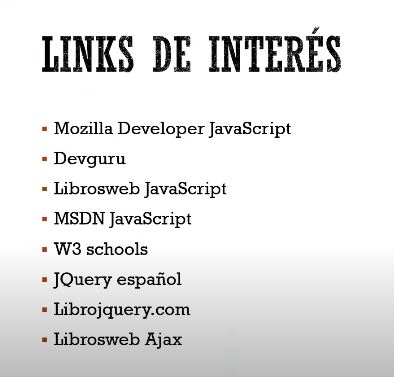 LINKS DE INTERÉS
Mozilla Developer JavaScript
Devguru
Librosweb JavaScript
MSDN JavaScript
W3 schools
JQuery español
Librojquery.com
Librosweb Ajax